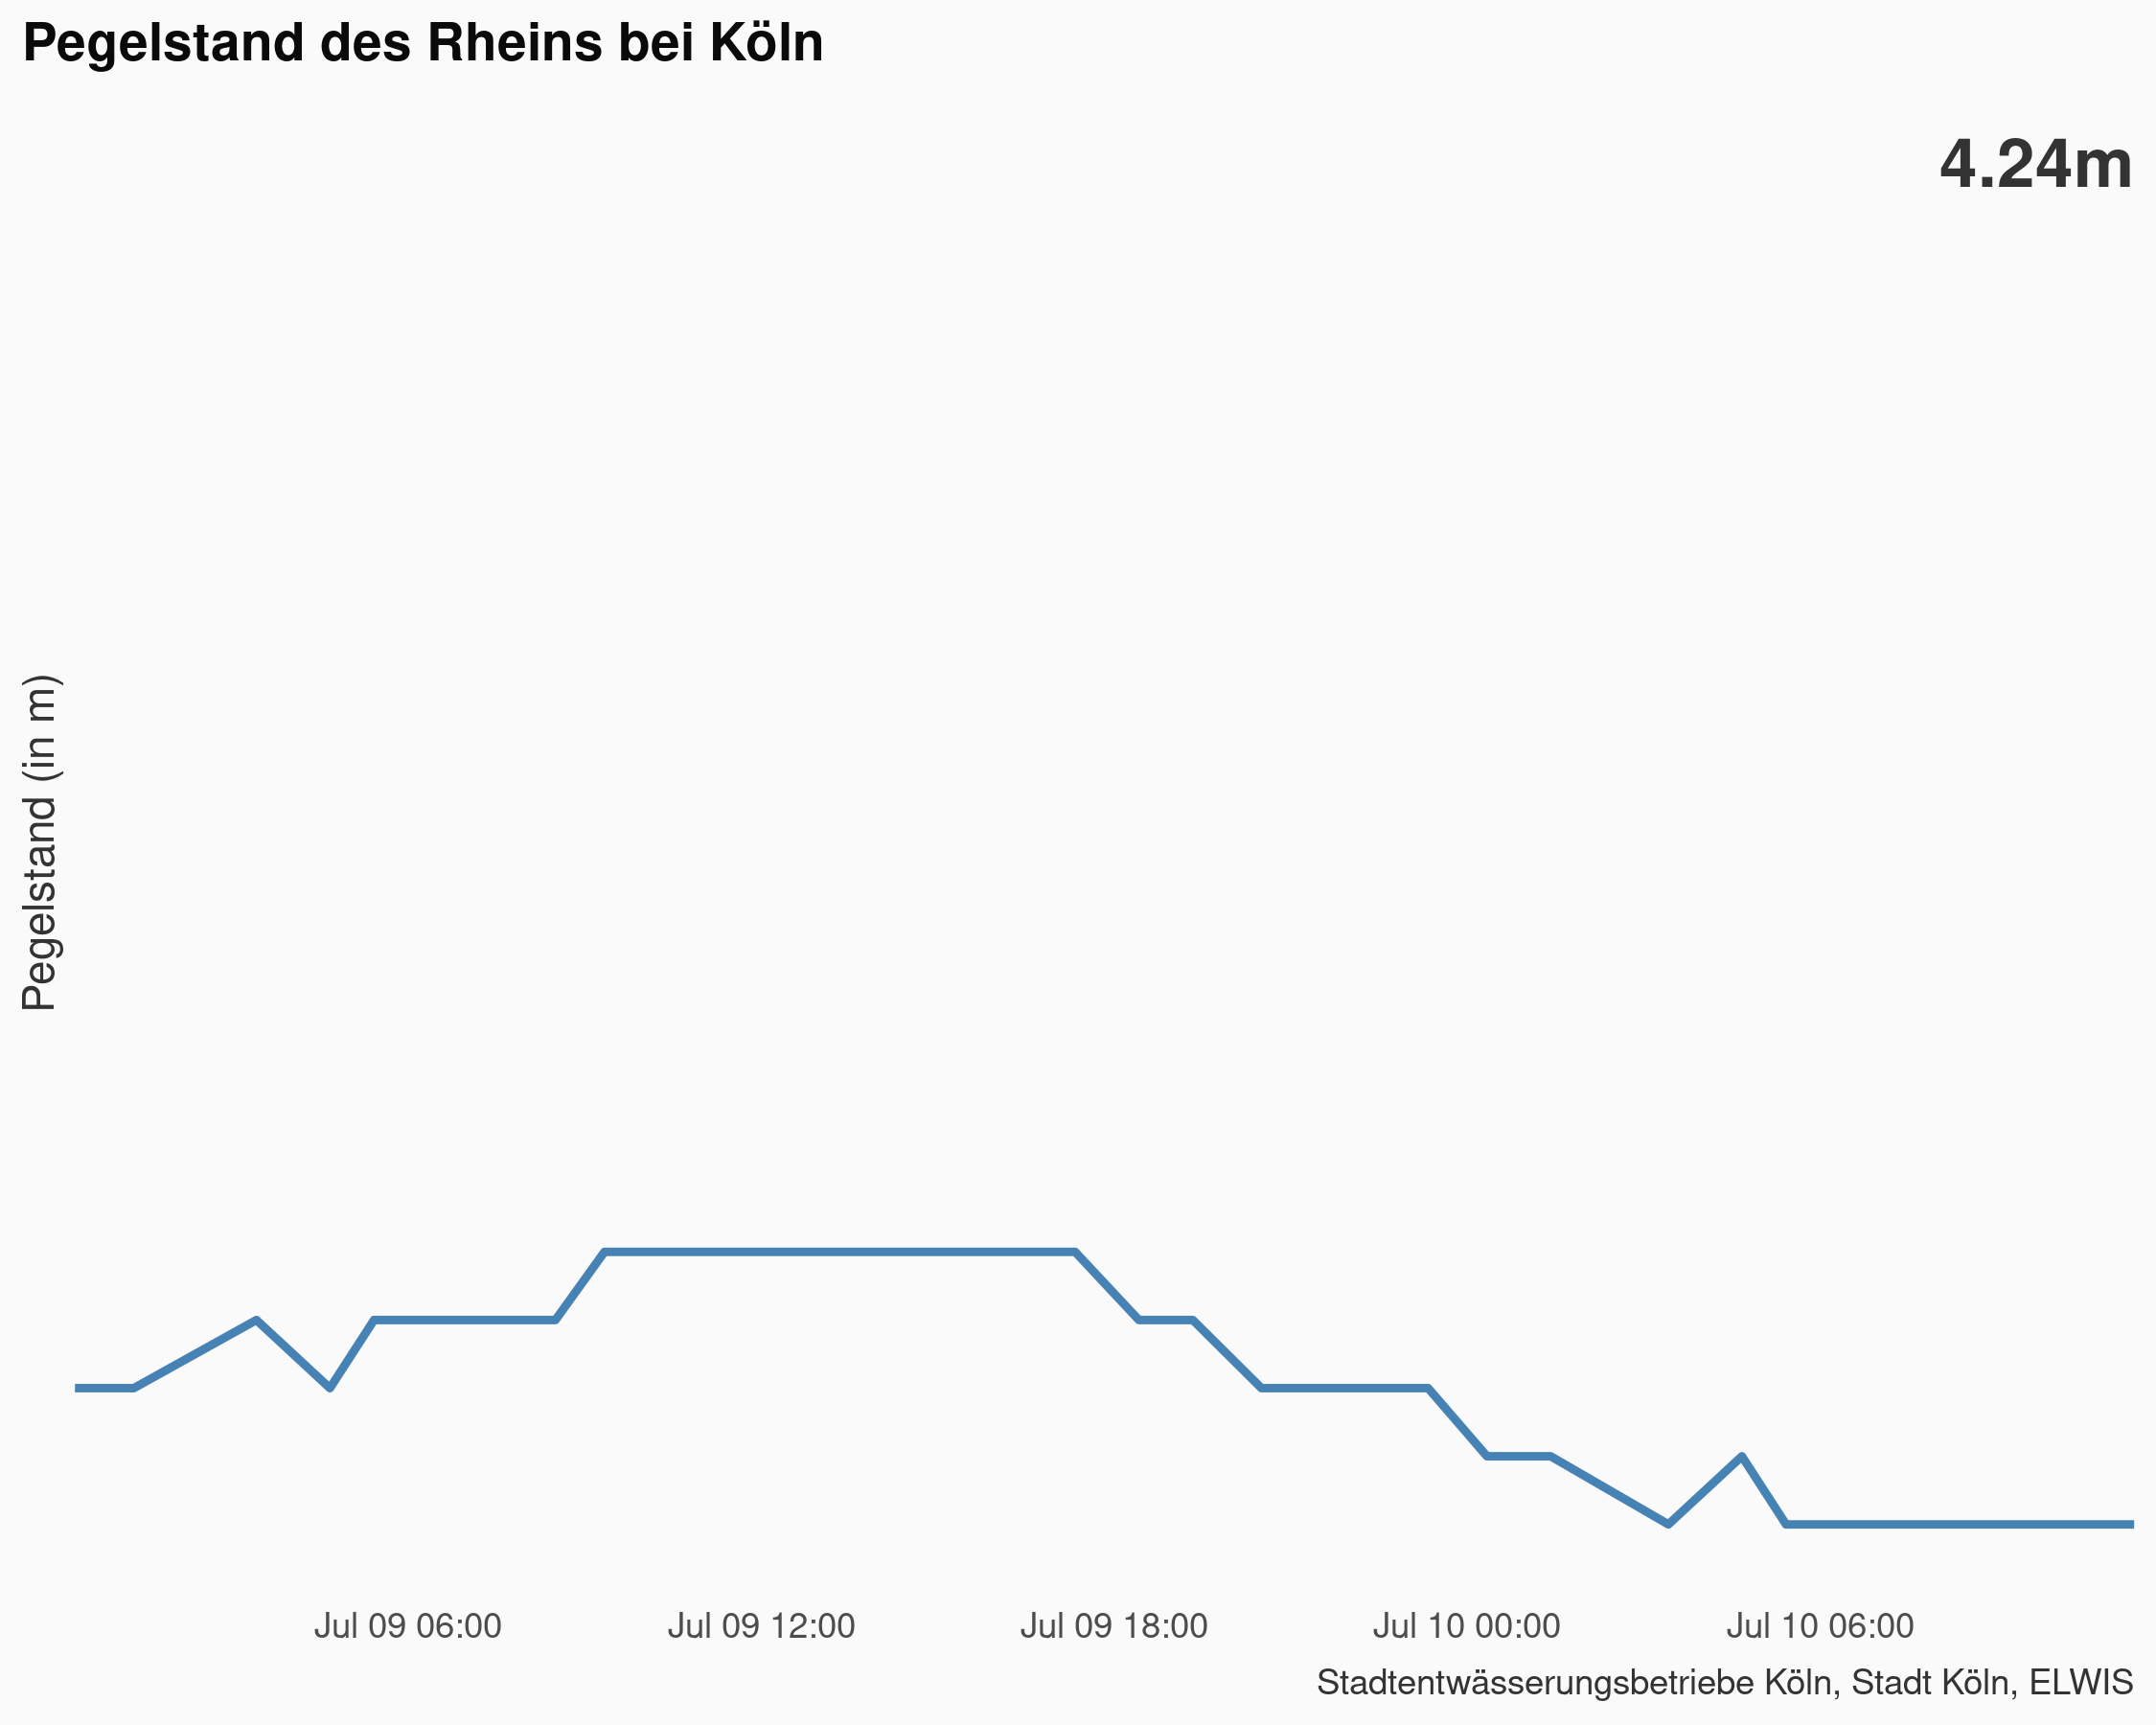 Pegelstand des Rheins bei Köln
4.24m
Pegelstand (in m)
Jul 09 06:00
Jul 09 12:00
Jul 09 18:00
Jul 10 00:00
Jul 10 06:00
Stadtentwässerungsbetriebe Köln, Stadt Köln, ELWIS